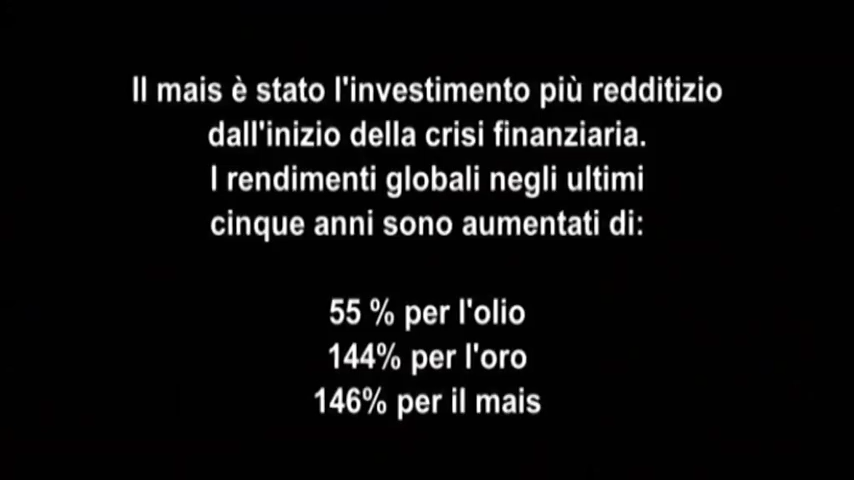 Il mais è stato l'investimento più redditizio
dall'inizio della crisi finanziaria.
I rendimenti globali negli ultimi
cinque anni sono aumentati di:
55 % per l'olio
144% per l'oro
146% per il mais